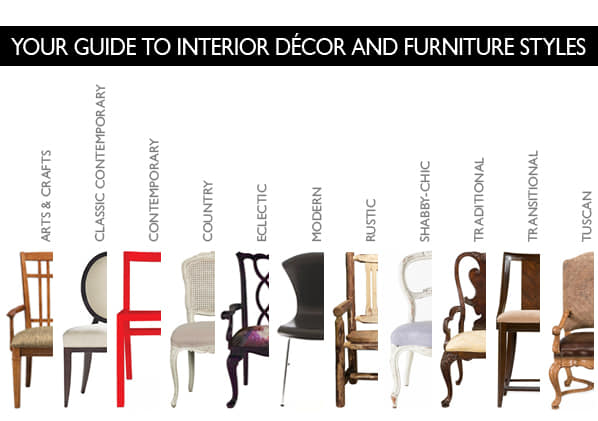 YOUR GUIDE TO INTERIOR DÉCOR AND FURNITURE STYLES
ARTS & CRAFTS
CLASSIC CONTEMPORARY
CONTEMPORARY
COUNTRY
ECLECTIC
MODERN
RUSTIC
SHABBY-CHIC
TRADITIONAL
TRANSITIONAL
TUSCAN